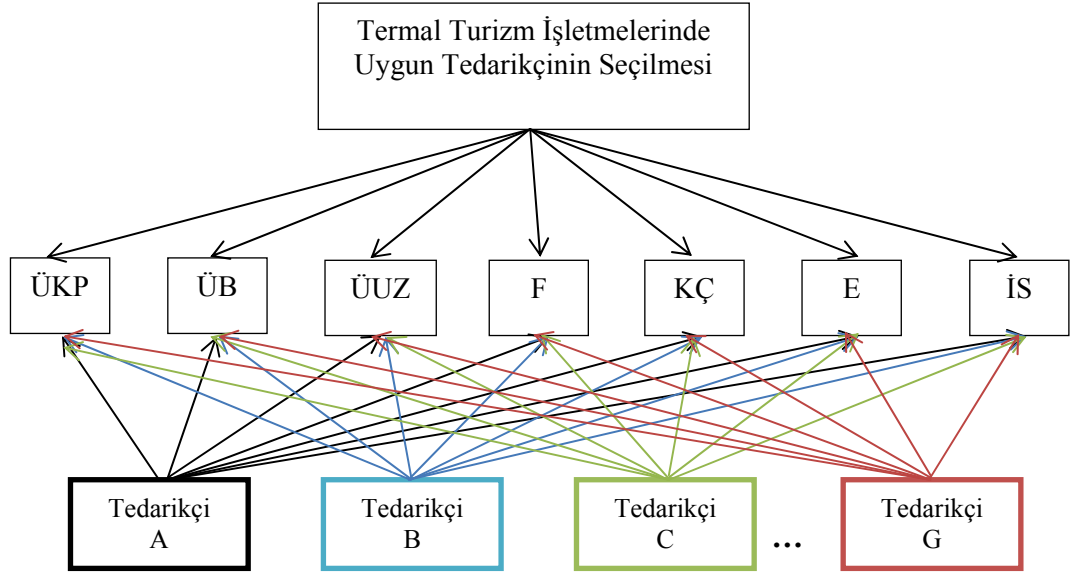 Termal Turizm İşletmelerinde
Uygun Tedarikçinin Seçilmesi
ÜKP
ÜB
ÜUZ
F
KÇ
E
İS
Tedarikçi
A
Tedarikçi
B
Tedarikçi
C
...
Tedarikçi
G